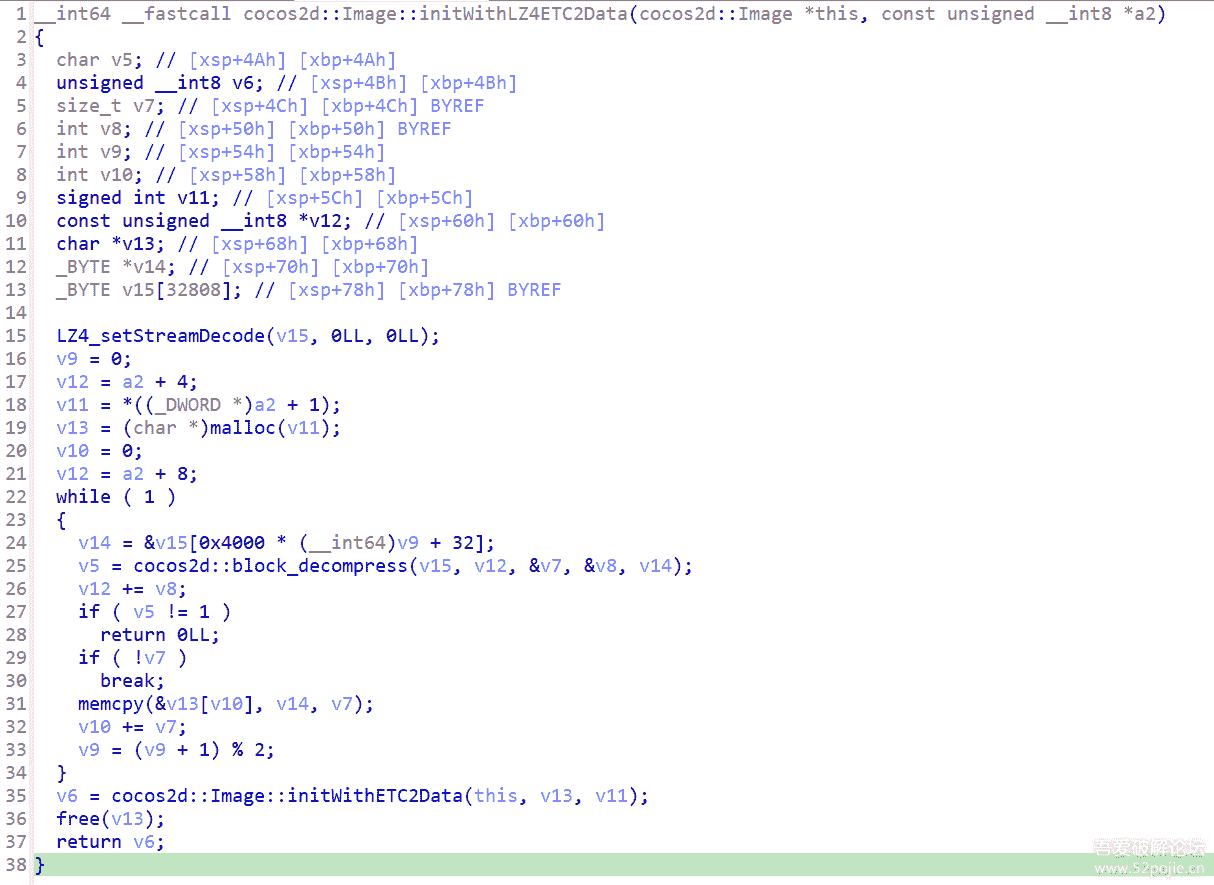 1 __int64 __fastcall cocos2d::Image::initWithLZ4ETC2Data(cocos2d::Image *this, const unsigned __int8 *a2)
2 {
3   char v5; // [xsp+4Ah] [xbp+4Ah]
4   unsigned __int8 v6; // [xsp+4Bh] [xbp+4Bh]
5   size_t v7; // [xsp+4Ch] [xbp+4Ch] BYREF
6   int v8; // [xsp+50h] [xbp+50h] BYREF
7   int v9; // [xsp+54h] [xbp+54h]
8   int v10; // [xsp+58h] [xbp+58h]
9   signed int v11; // [xsp+5Ch] [xbp+5Ch]
10   const unsigned __int8 *v12; // [xsp+60h] [xbp+60h]
11   char *v13; // [xsp+68h] [xbp+68h]
12   _BYTE *v14; // [xsp+70h] [xbp+70h]
13   _BYTE v15[32808]; // [xsp+78h] [xbp+78h] BYREF
14
15   LZ4_setStreamDecode(v15, 0LL, 0LL);
16   v9 = 0;
17   v12 = a2 + 4;
18   v11 = *((_DWORD *)a2 + 1);
19   v13 = (char *)malloc(v11);
20   v10 = 0;
21   v12 = a2 + 8;
22   while ( 1 )
23   {
24     v14 = &v15[0x4000 * (__int64)v9 + 32];
25     v5 = cocos2d::block_decompress(v15, v12, &v7, &v8, v14);
26     v12 += v8;
27     if ( v5 != 1 )
28       return 0LL;
29     if ( !v7 )
30       break;
31     memcpy(&v13[v10], v14, v7);
32     v10 += v7;
33     v9 = (v9 + 1) % 2;
34   }
35   v6 = cocos2d::Image::initWithETC2Data(this, v13, v11);
36   free(v13);
37   return v6;
38 }
吾爱破解论坛
www.52pojie.cn